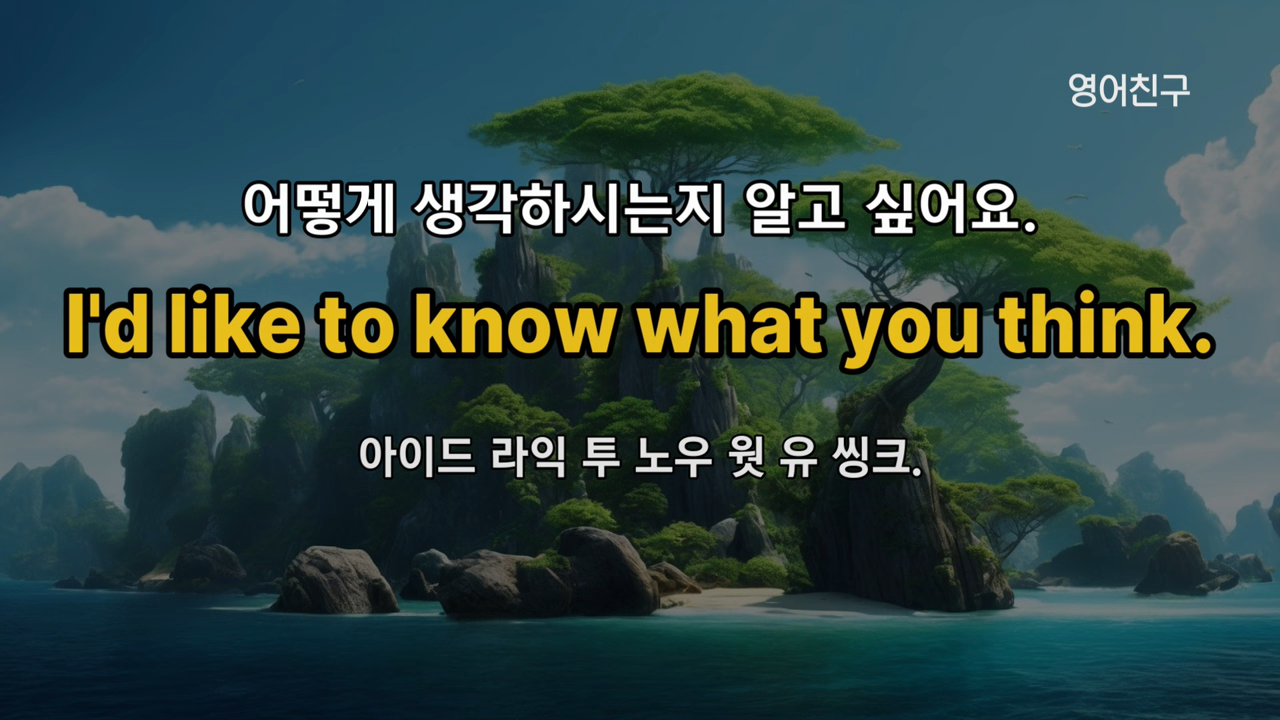 영어친구
어떻게 생각하시는지 알고 싶어요.
I'd like to know what you think.
아이드 라익 투 노우 웟 유 씽크.